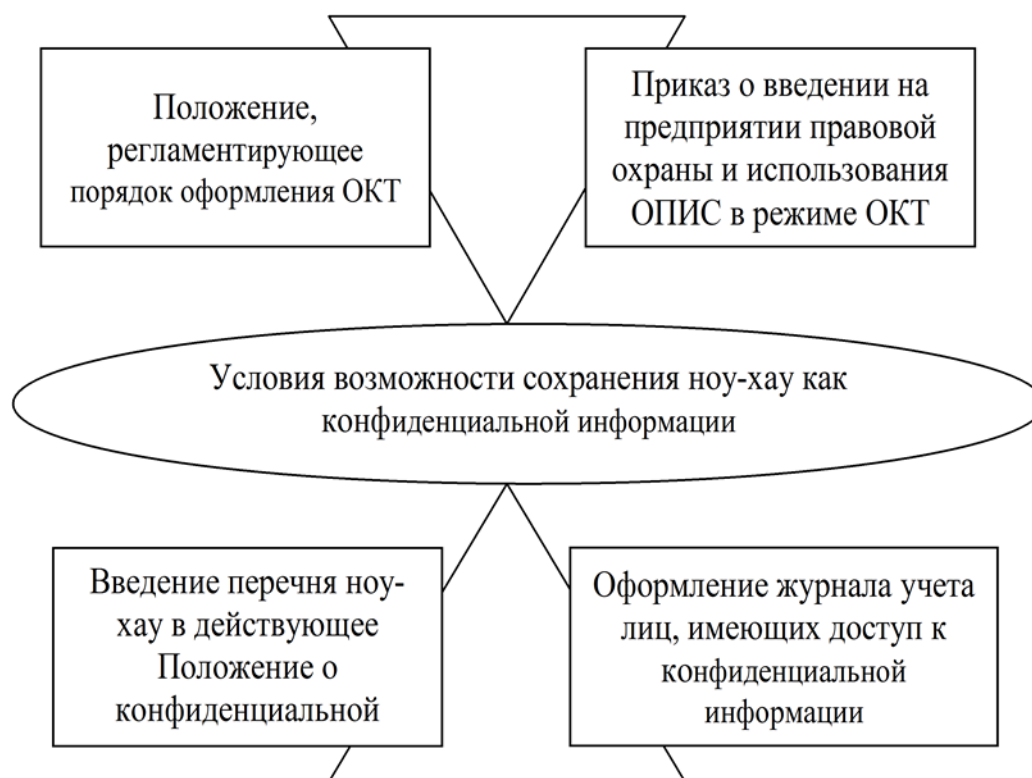 Положение,
регламентирующее
порядок оформления ОКТ
Приказ о введении на
предприятии правовой
охраны и использования
ОПИС в режиме ОКТ
Условия возможности сохранения ноу-хау как
конфиденциальной информации
Введение перечня ноу-
хау в действующее
Положение о
конфиденциальной
Оформление журнала учета
лиц, имеющих доступ к
конфиденциальной
информации